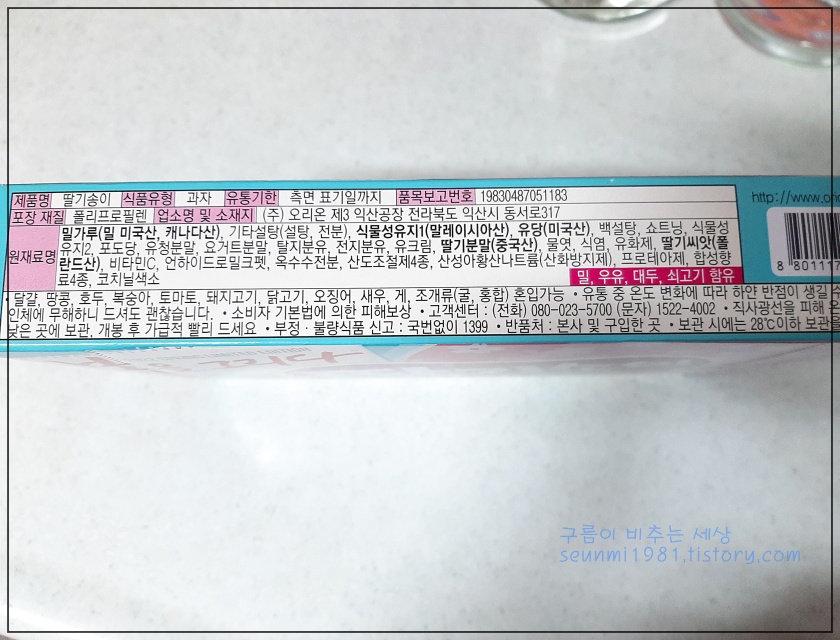 제품명 딸기송이 식품유형 과자 유통기한 측면 표기일까지 품목보고번호 19830487051183
포장 재질 폴리프로필렌 업소명 및 소재지 (주) 오리온 제3 익산공장 전라북도 익산시 동서로317
원재료명
밀가루(밀 미국산, 캐나다산), 기타설탕(설탕, 전분), 식물성유지1(말레이시아산), 유당(미국산), 백설탕, 쇼트닝, 식물성
유지2, 포도당, 유청분말, 요거트분말, 탈지분유, 전지분유, 유크림, 딸기분말(중국산), 물엿, 식염, 유화제, 딸기씨앗(폴
란드산), 비타민C, 언하이드로밀크펫, 옥수수전분, 산도조절제4종, 산성아황산나트륨(산화방지제), 프로테아제, 합성향
료4종, 코치닐색소
밀, 우유, 대두, 쇠고기 함유
• 달걀, 땅콩, 호두, 복숭아, 토마토, 돼지고기, 닭고기, 오징어, 새우, 게, 조개류(굴, 홍합) 혼입가능 • 유통 중 온도 변화에 따라 하얀 반점이 생길 수
인체에 무해하니 드셔도 괜찮습니다. • 소비자 기본법에 의한 피해보상 • 고객센터 : (전화) 080-023-5700 (문자) 1522-4002 • 직사광선을 피해
낮은 곳에 보관, 개봉 후 가급적 빨리 드세요 • 부정 · 불량식품 신고 : 국번없이 1399 • 반품처 : 본사 및 구입한 곳 • 보관 시에는 28℃이하 보관
http://www.
8 80111
구름이 비추는 세상
seunmi1981.tistory.com